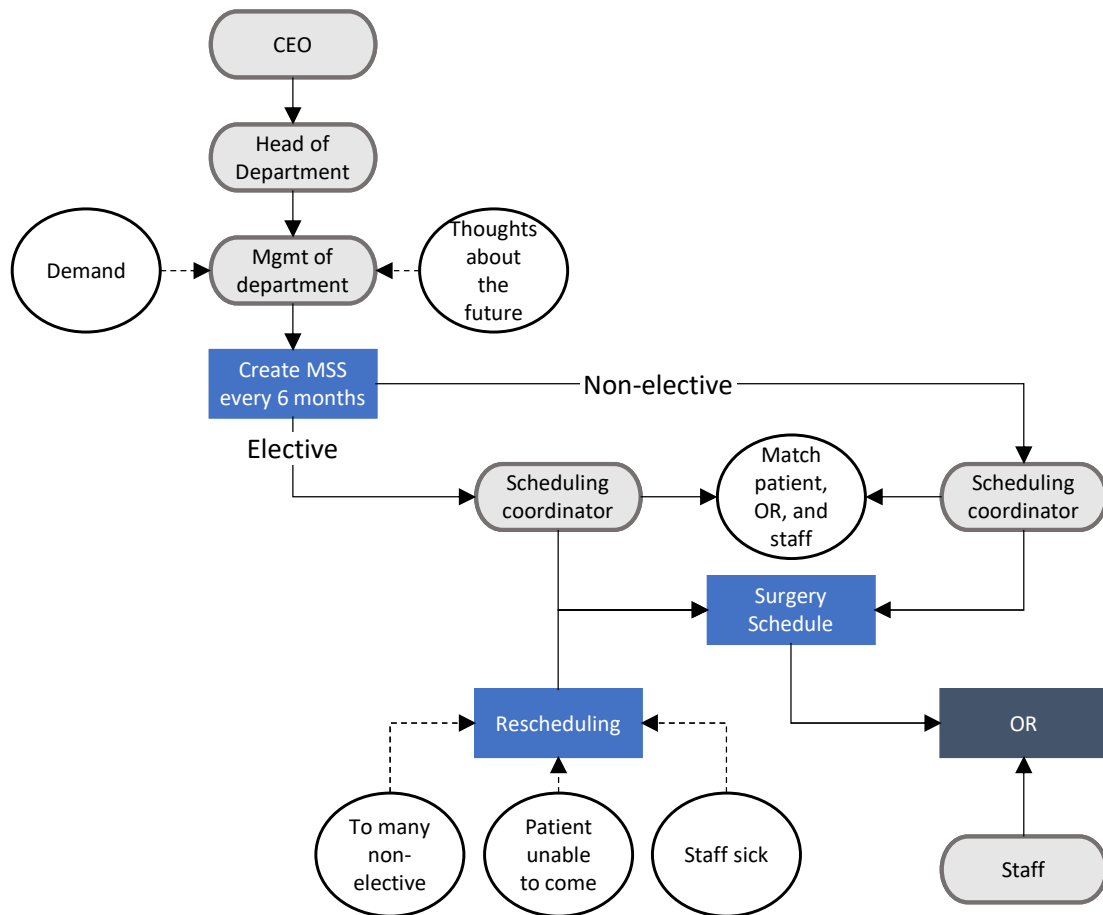 CEO
Head of
Department
Demand
Mgmt of
department
Thoughts
about
the
future
Create MSS
every 6 months
Non-elective
Elective
Scheduling
coordinator
Match
patient,
OR, and
staff
Scheduling
coordinator
Surgery
Schedule
Rescheduling
OR
To many
non-
elective
Patient
unable
to come
Staff sick
Staff